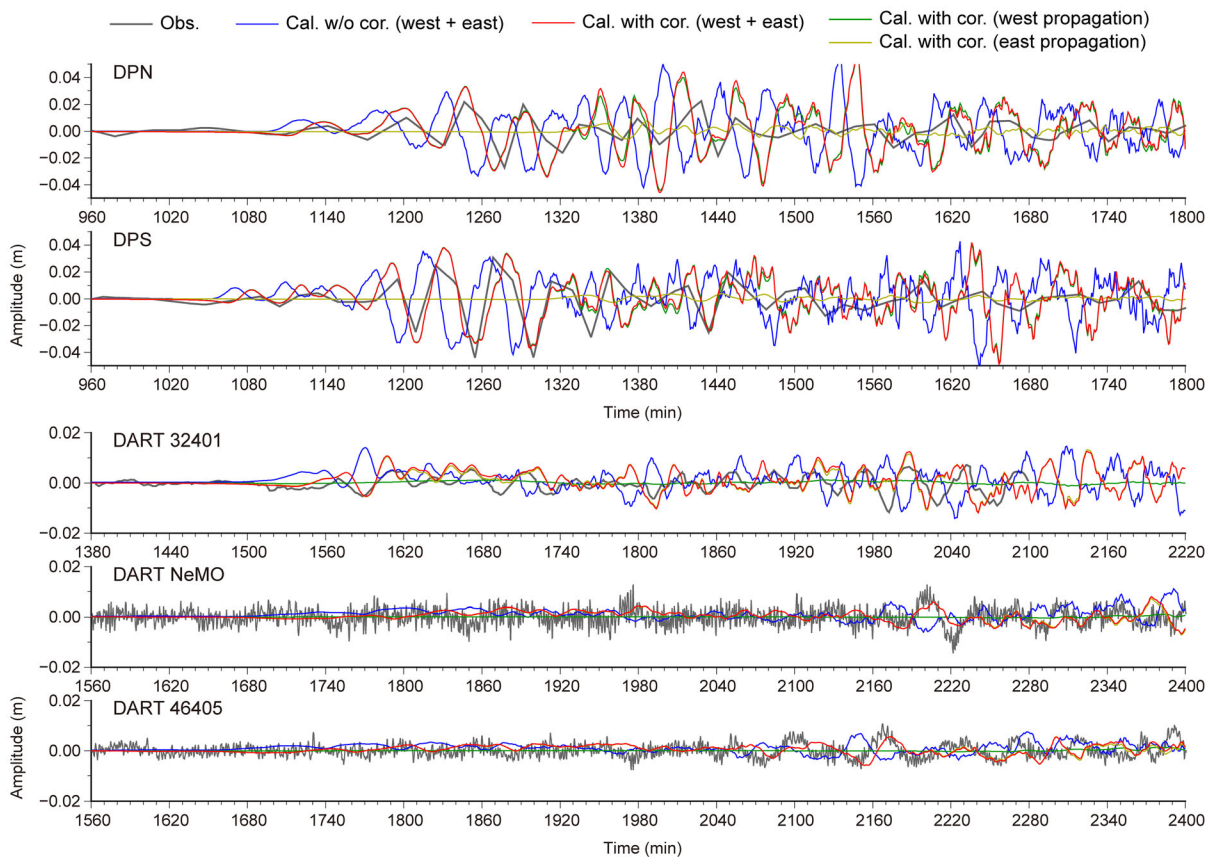 Obs. Cal. w/o cor. (west + east) Cal. with cor. (west + east) Cal. with cor. (west propagation)
Cal. with cor. (east propagation)
DPN
0.04
0.02
0.00
−0.02
−0.04
960 1020 1080 1140 1200 1260 1320 1380 1440 1500 1560 1620 1680 1740 1800
DPS
0.04
0.02
0.00
−0.02
−0.04
960 1020 1080 1140 1200 1260 1320 1380 1440 1500 1560 1620 1680 1740 1800
Amplitude (m)
Time (min)
DART 32401
0.02
0.00
−0.02
1380 1440 1500 1560 1620 1680 1740 1800 1860 1920 1980 2040 2100 2160 2220
DART NeMO
0.02
0.00
−0.02
1560 1620 1680 1740 1800 1860 1920 1980 2040 2100 2160 2220 2280 2340 2400
DART 46405
0.02
0.00
−0.02
1560 1620 1680 1740 1800 1860 1920 1980 2040 2100 2160 2220 2280 2340 2400
Amplitude (m)
Time (min)